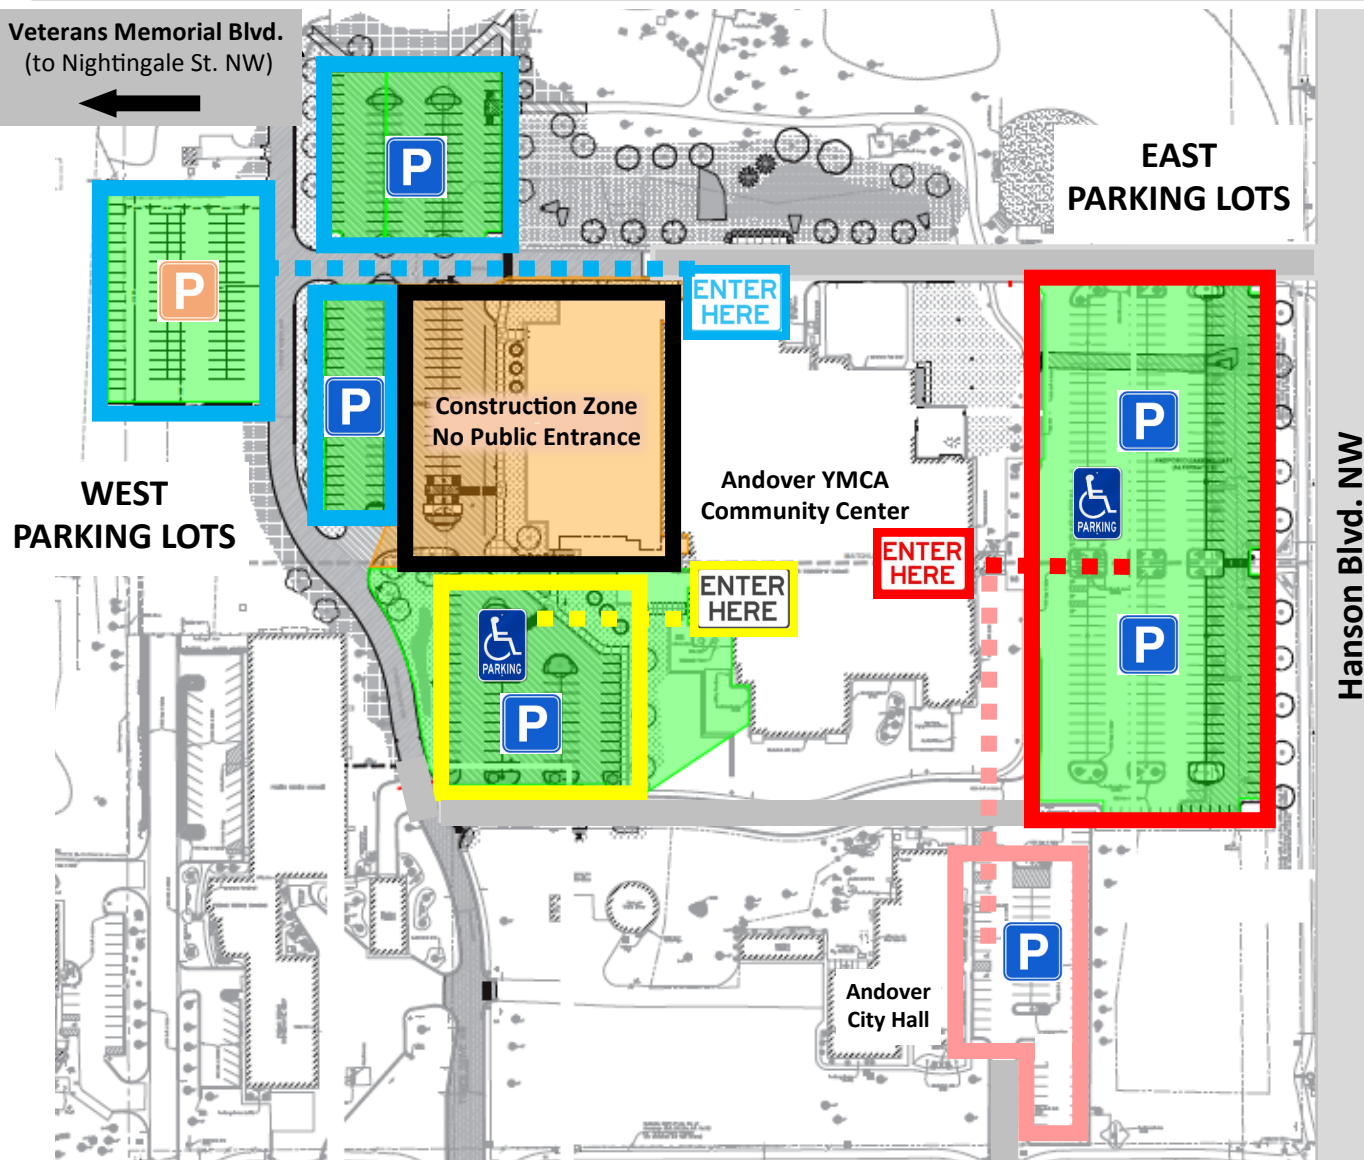 Veterans Memorial Blvd.
(to Nightingale St. NW)
P
EAST
PARKING LOTS
P
ENTER
HERE
P
Construction Zone
No Public Entrance
P
WEST
PARKING LOTS
Andover YMCA
Community Center
PARKING
ENTER
HERE
ENTER
HERE
PARKING
P
P
Hanson Blvd. NW
P
Andover
City Hall